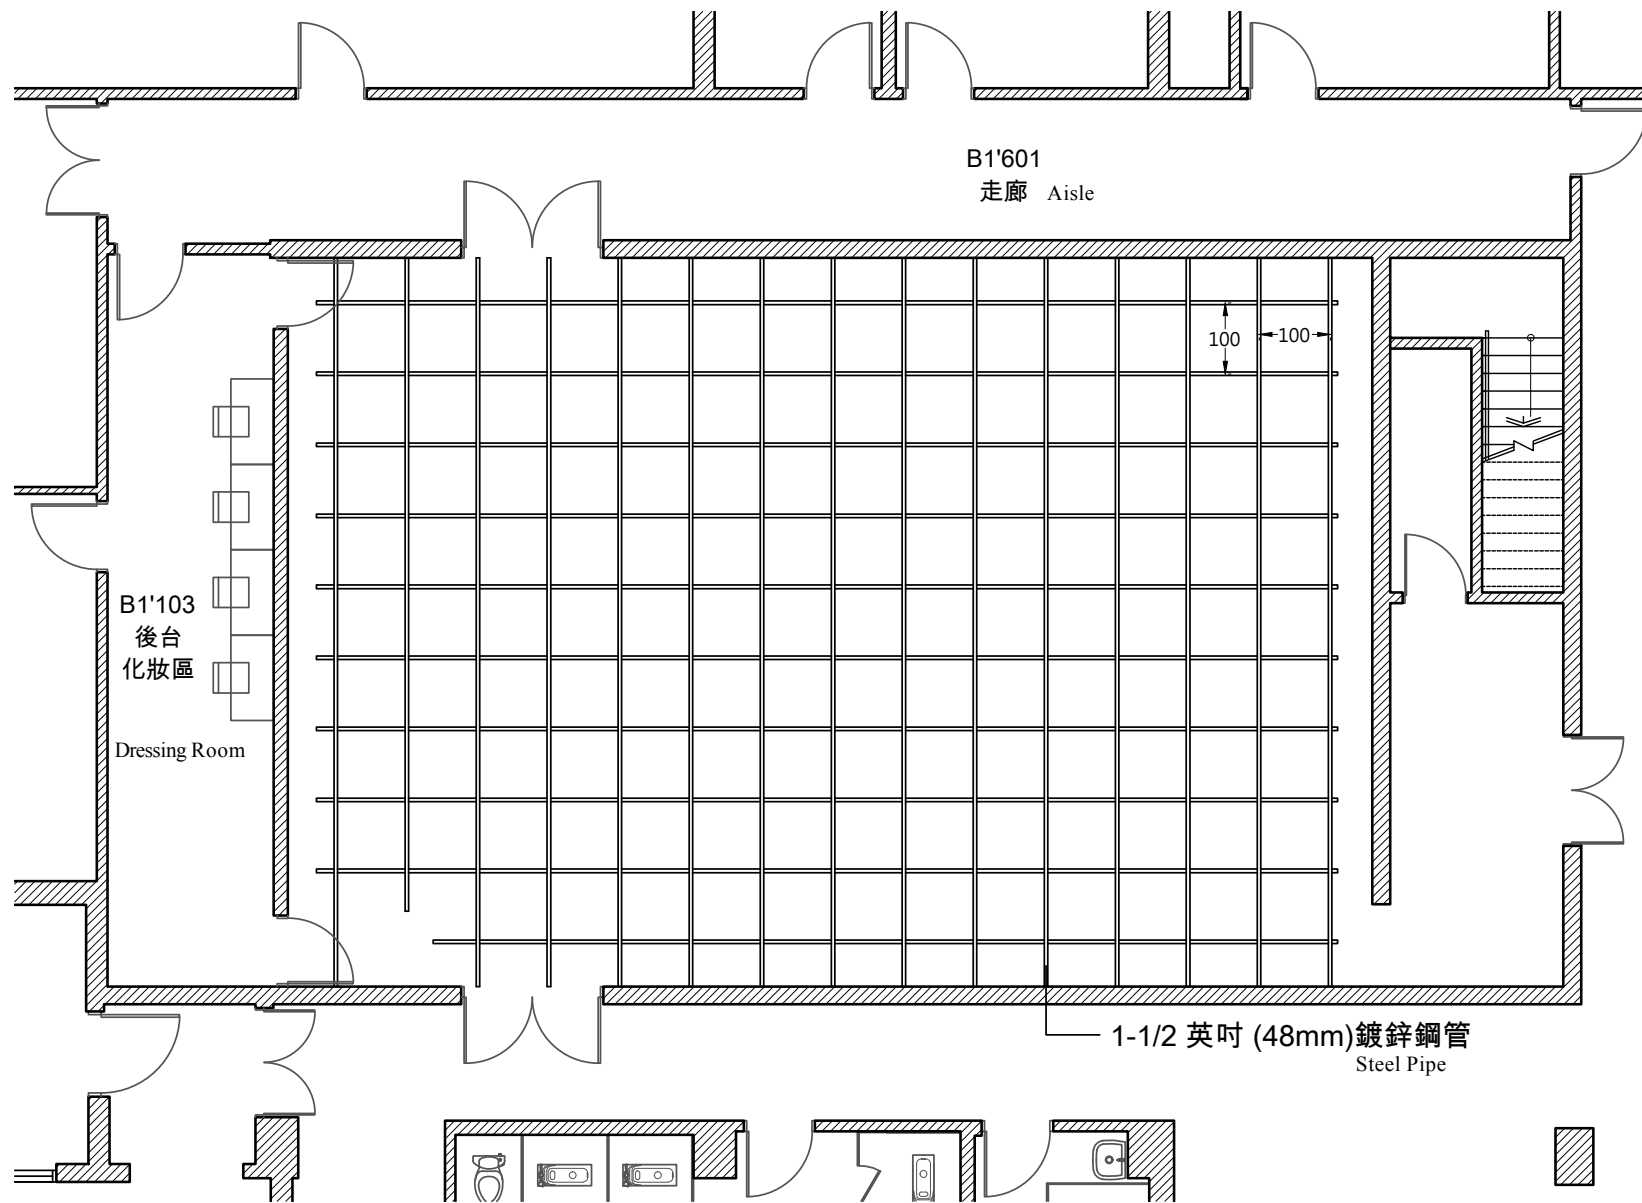 B1'601
走廊 Aisle
100
100
B1'103
後台
化妝區
Dressing Room
1-1/2 英吋 (48mm)鍍鋅鋼管
Steel Pipe